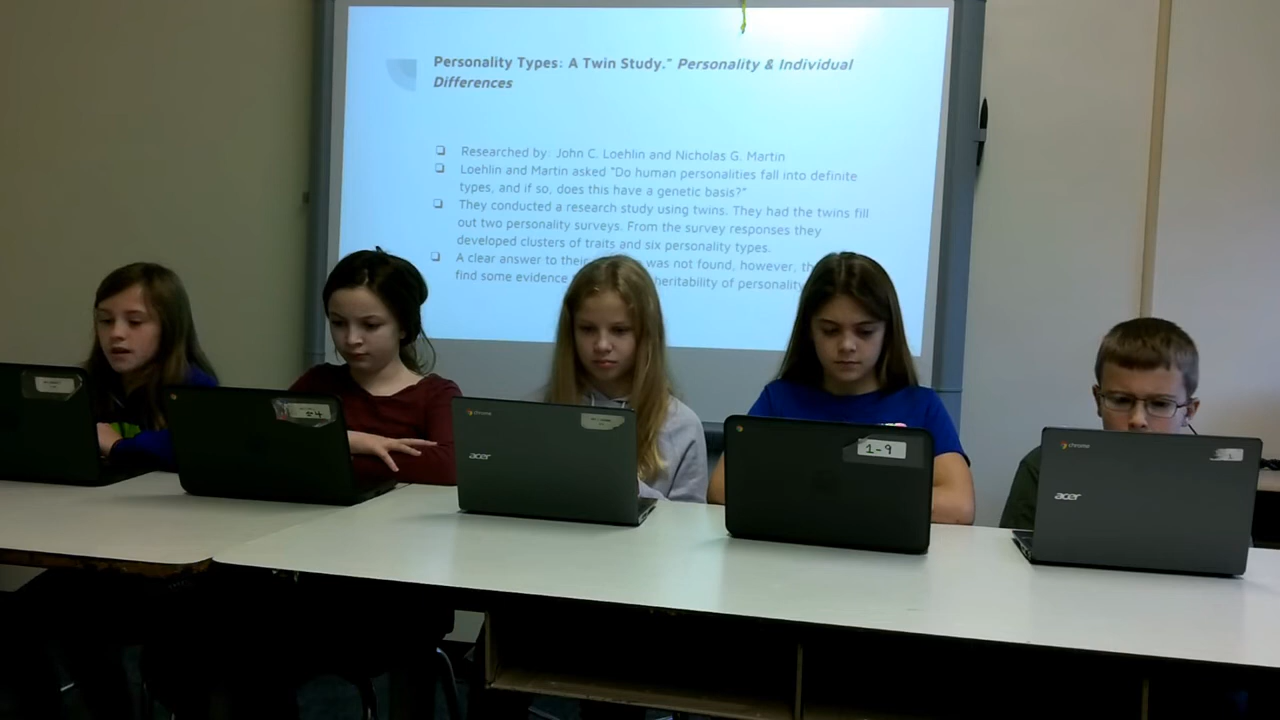 Personality Types: A Twin Study." Personality & Individual
Differences
Researched by: John C. Loehlin and Nicholas G. Martin
Loehlin and Martin asked "Do human personalities fall into definite
types, and if so, does this have a genetic basis?"
They conducted a research study using twins. They had the twins fill
out two personality surveys. From the survey responses they
developed clusters of traits and six personality types.
A clear answer to their was not found, however,
find some evidence of personality
chrome
acer
1-9
chrome
acer